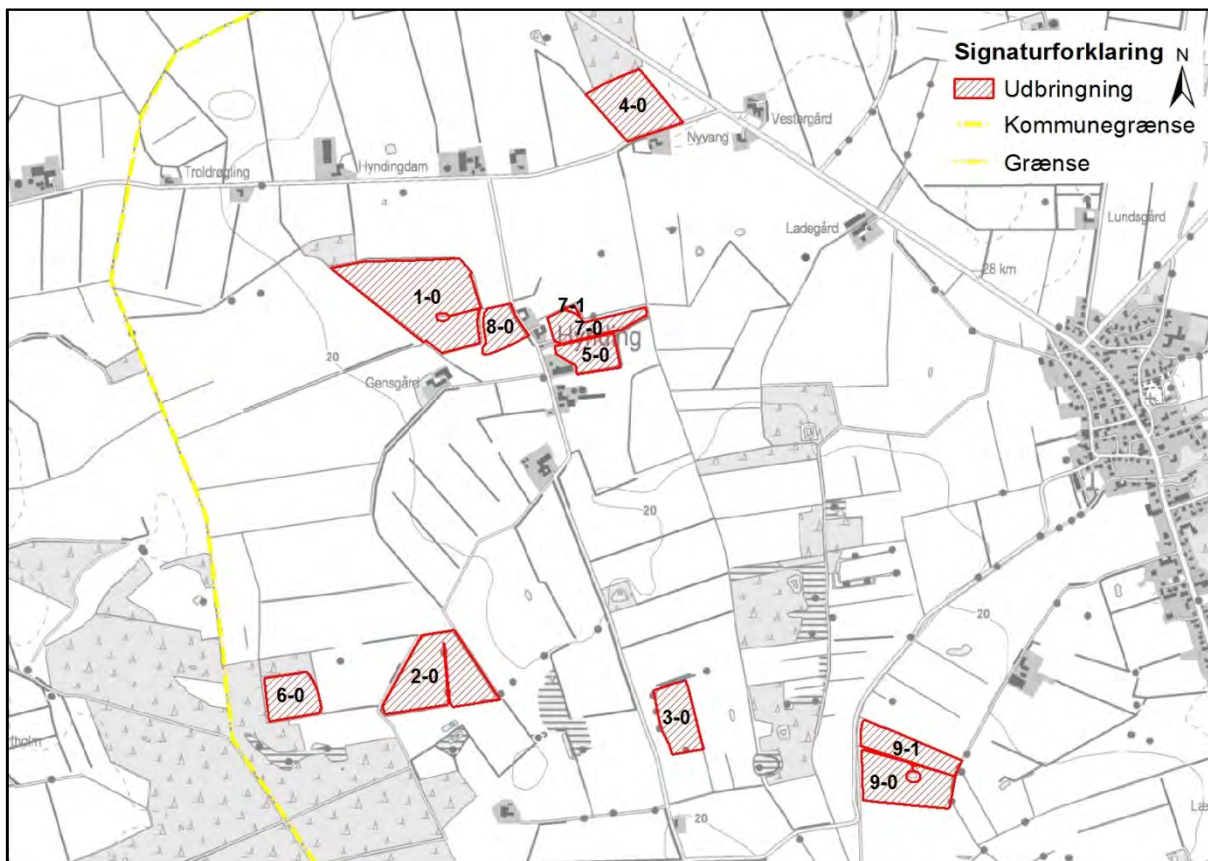 Signaturforklaring
N
Udbringning
Kommunegrænse
Grænse
4-0
Vestergård
Nyvang
Troldrøgling
Hyndingdam
Ladegård
Lundsgård
28 km
1-0
8-0
7-1
7-0
Hynding
5-0
20
Gensgård
20
20
2-0
6-0
3-0
9-1
9-0
20